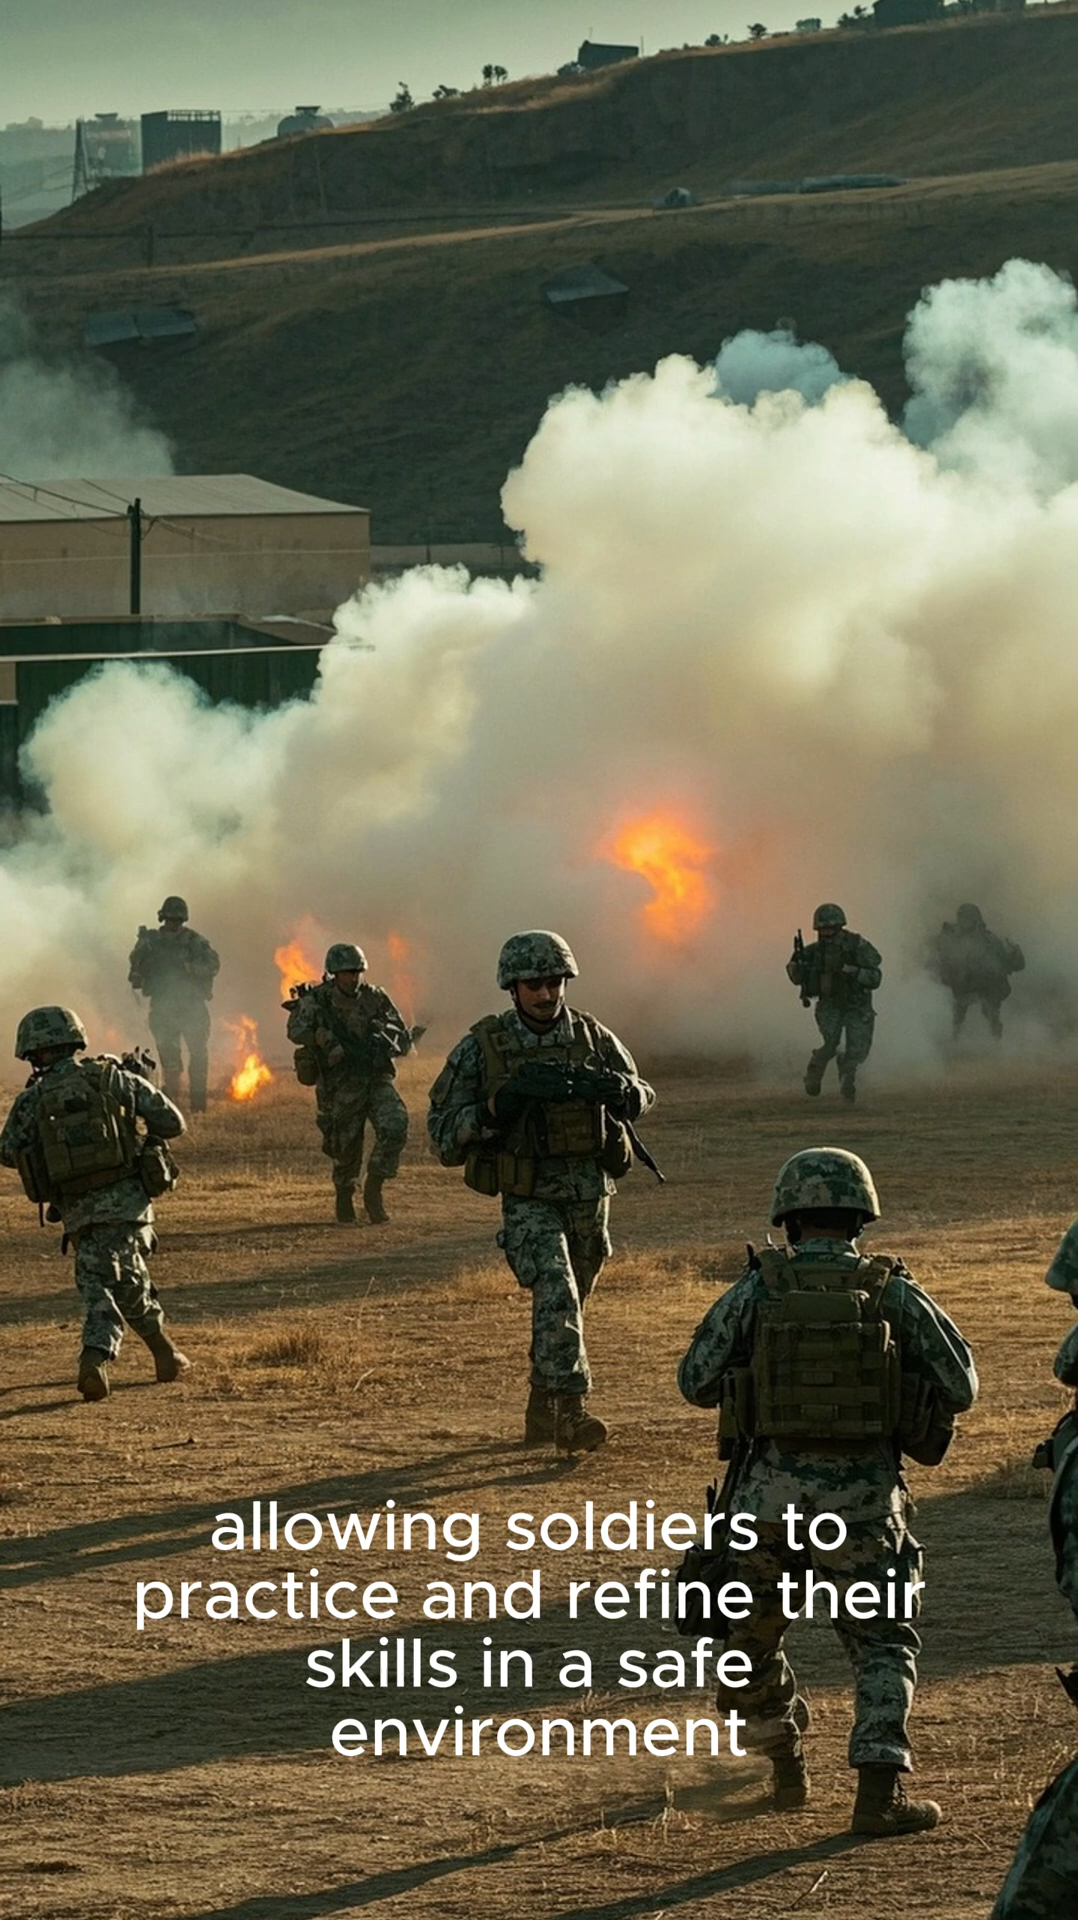 allowing soldiers to
practice and refine their
skills in a safe
environment